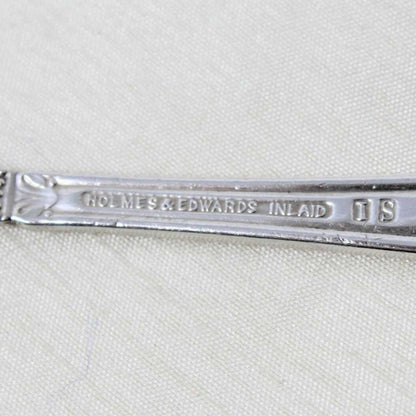 HOLMES & EDWARDS INLAID IS